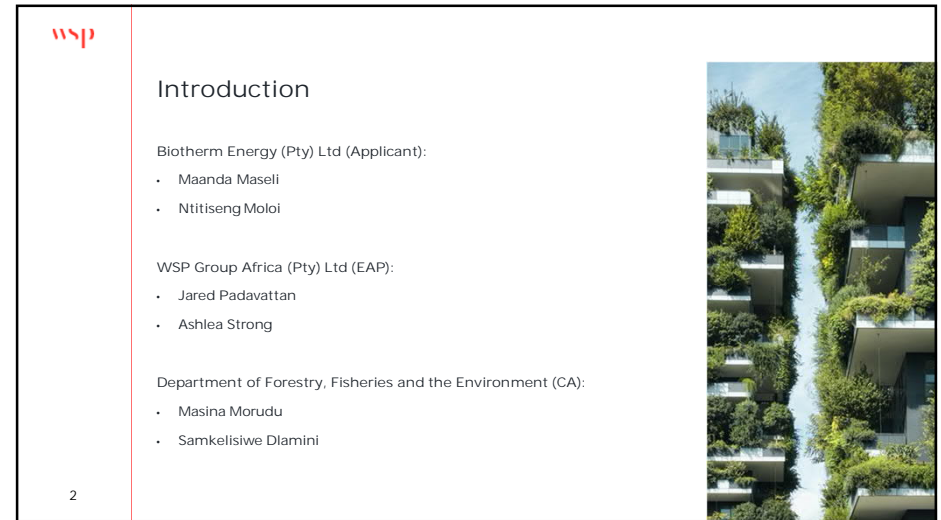 wsp
Introduction
Biotherm Energy (Pty) Ltd (Applicant):
• Maanda Maseli
• Ntitiseng Moloi
WSP Group Africa (Pty) Ltd (EAP):
• Jared Padavattan
• Ashlea Strong
Department of Forestry, Fisheries and the Environment (CA):
• Masina Morudu
• Samkelisiwe Dlamini
2